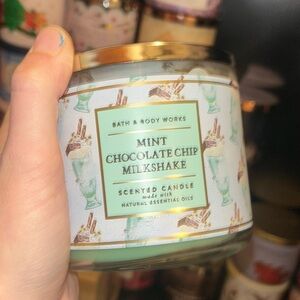 BATH & BODY WORKS
MINT
CHOCOLATE CHIP
MILKSHAKE
SCENTED CANDLE
made with
NATURAL ESSENTIAL OILS